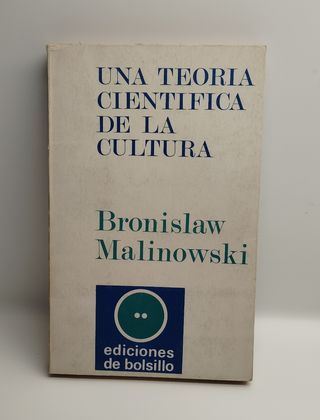 UNA TEORIA
CIENTIFICA
DE LA
CULTURA
Bronislaw
Malinowski
ediciones
de bolsillo